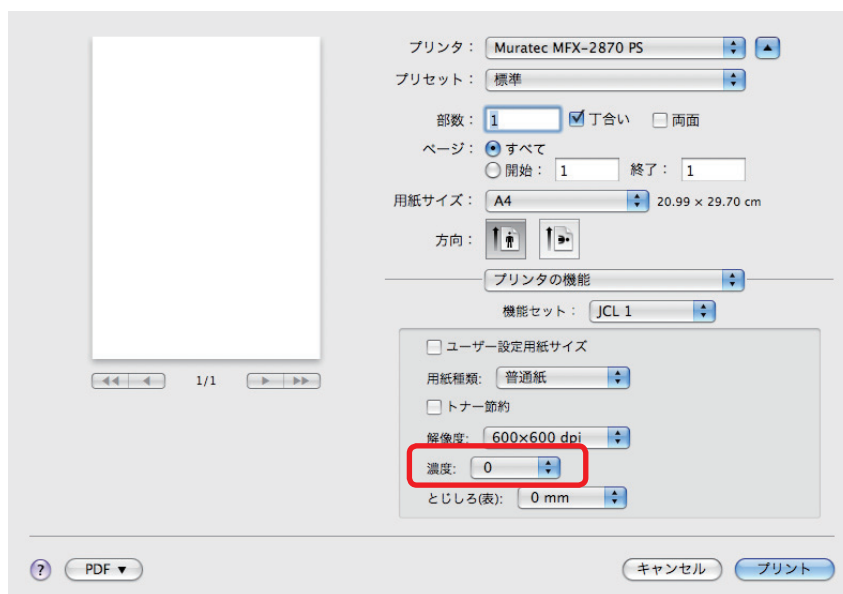 プリンタ： Muratec MFX-2870 PS
プリセット： 標準
部数： 1 丁合い 両面
ページ： すべて
開始： 1 終了： 1
用紙サイズ： A4 20.99 × 29.70 cm
方向：
プリンタの機能
機能セット： JCL 1
ユーザー設定用紙サイズ
用紙種類: 普通紙
1/1
トナー節約
解像度: 600×600 dpi
濃度: 0
とじしろ(表): 0 mm
? PDF ▼ キャンセル プリント